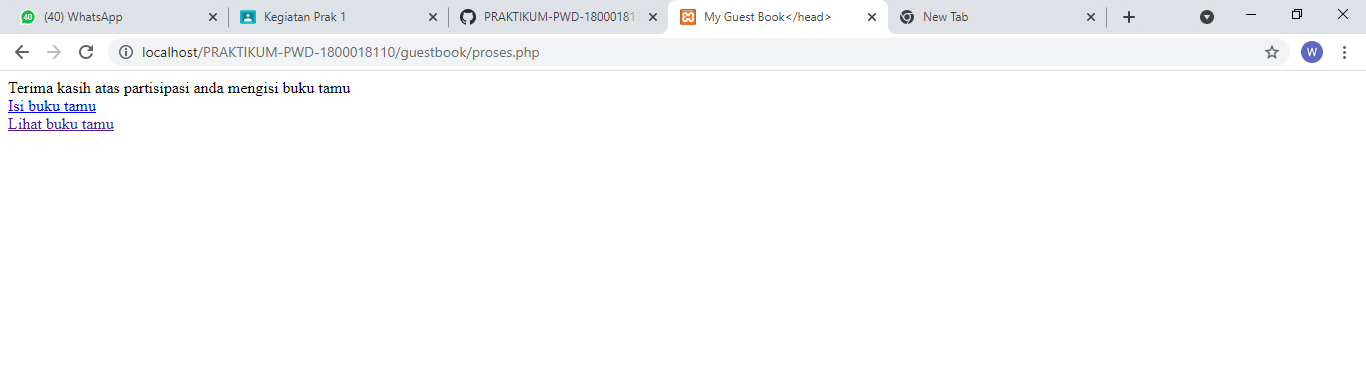 40 (40) WhatsApp
Kegiatan Prak 1
PRAKTIKUM-PWD-18000181
My Guest Book</head>
New Tab
localhost/PRAKTIKUM-PWD-1800018110/guestbook/proses.php
W
Terima kasih atas partisipasi anda mengisi buku tamu
Isi buku tamu
Lihat buku tamu